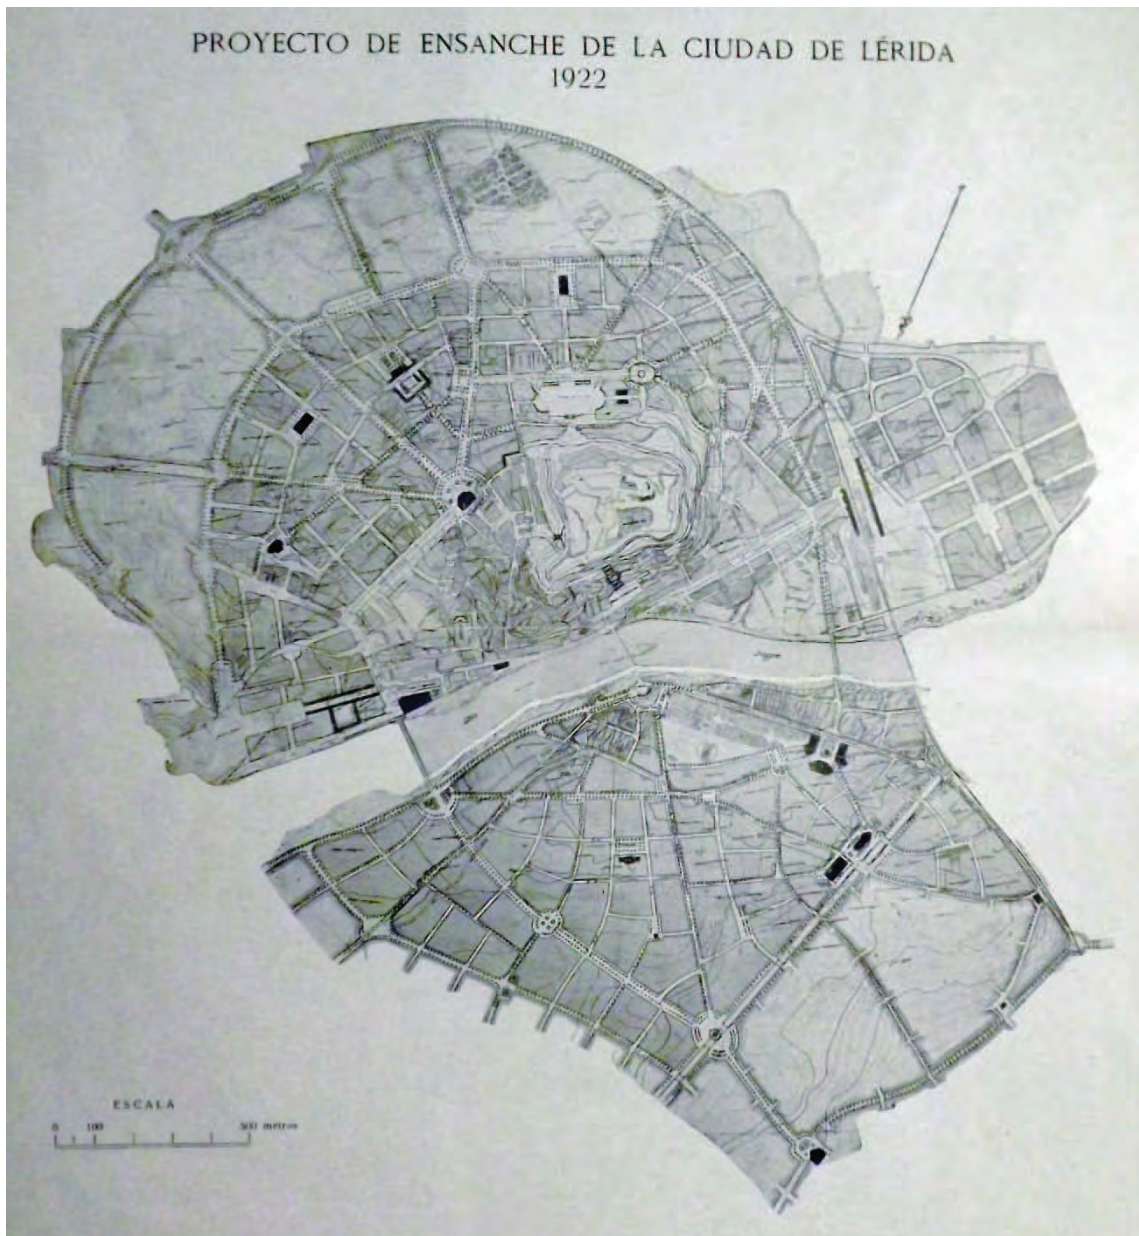 PROYECTO DE ENSANCHE DE LA CIUDAD DE LÉRIDA
1922
ESCALA
0 100 500 metros